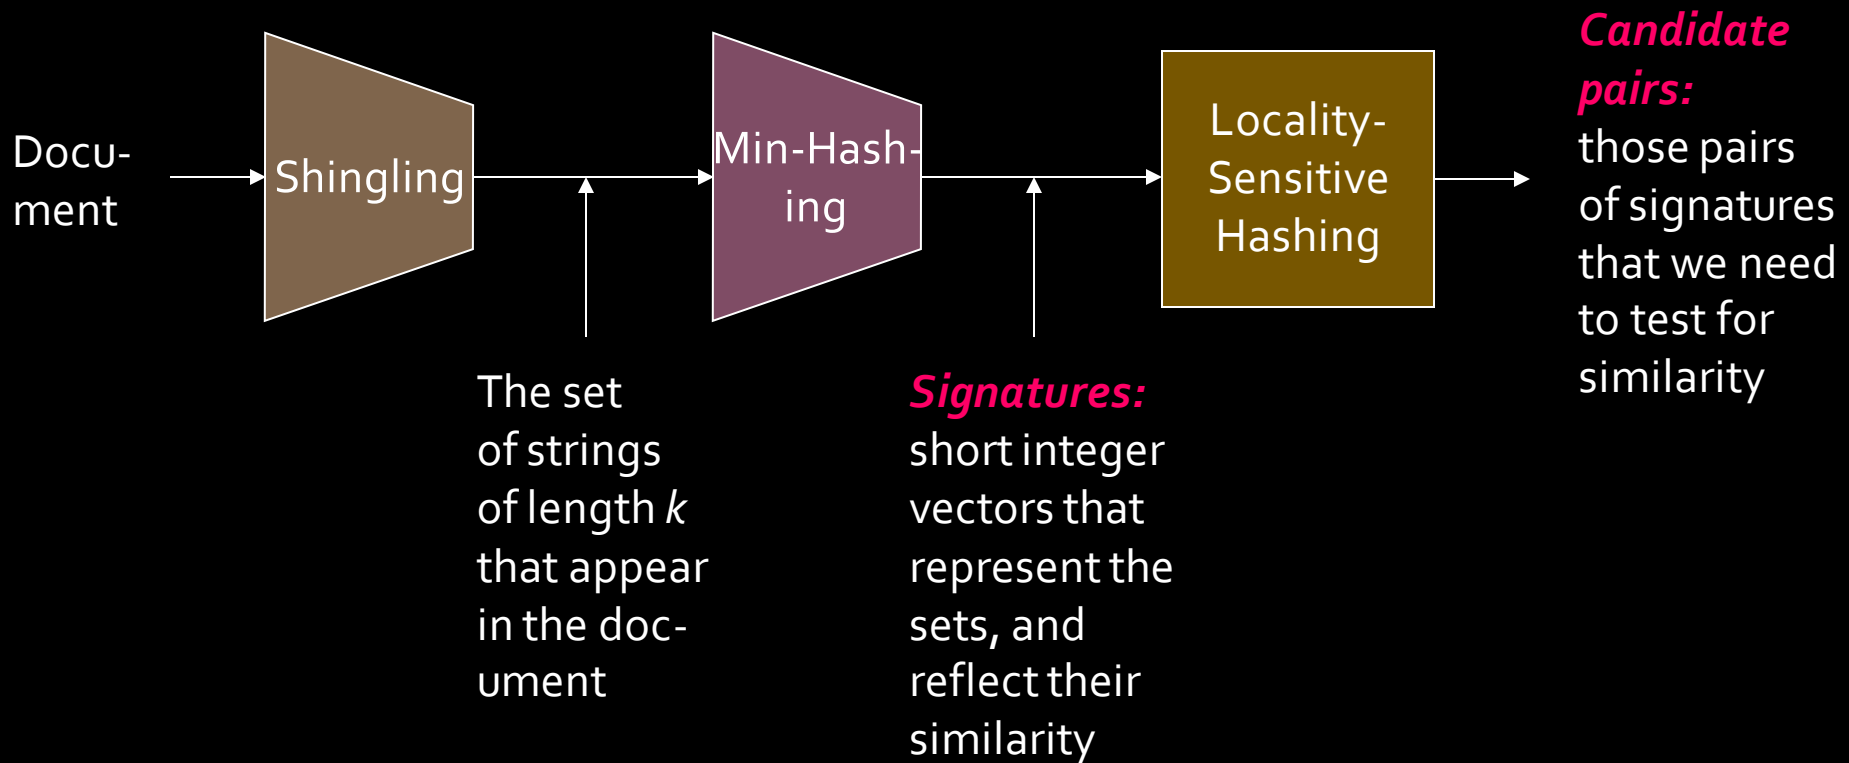 Docu-
ment
Shingling
The set
of strings
of length k
that appear
in the doc-
ument
Min-Hash-
ing
Signatures:
short integer
vectors that
represent the
sets, and
reflect their
similarity
Locality-
Sensitive
Hashing
Candidate
pairs:
those pairs
of signatures
that we need
to test for
similarity